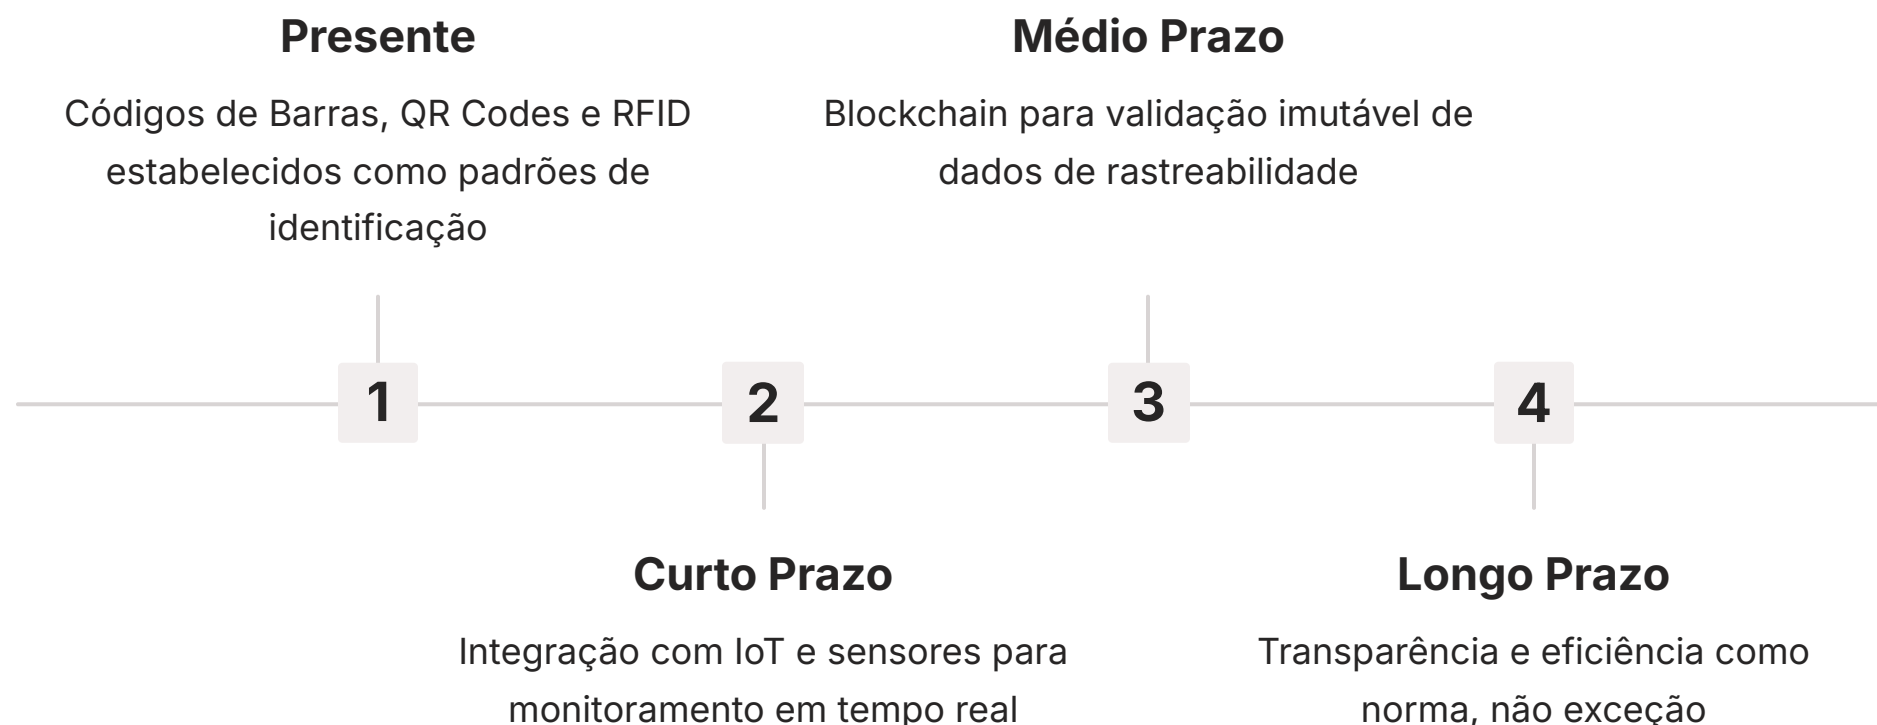 Presente
Códigos de Barras, QR Codes e RFID
estabelecidos como padrões de
identificação
Médio Prazo
Blockchain para validação imutável de
dados de rastreabilidade
1
2
3
4
Curto Prazo
Integração com IoT e sensores para
monitoramento em tempo real
Longo Prazo
Transparência e eficiência como
norma, não exceção